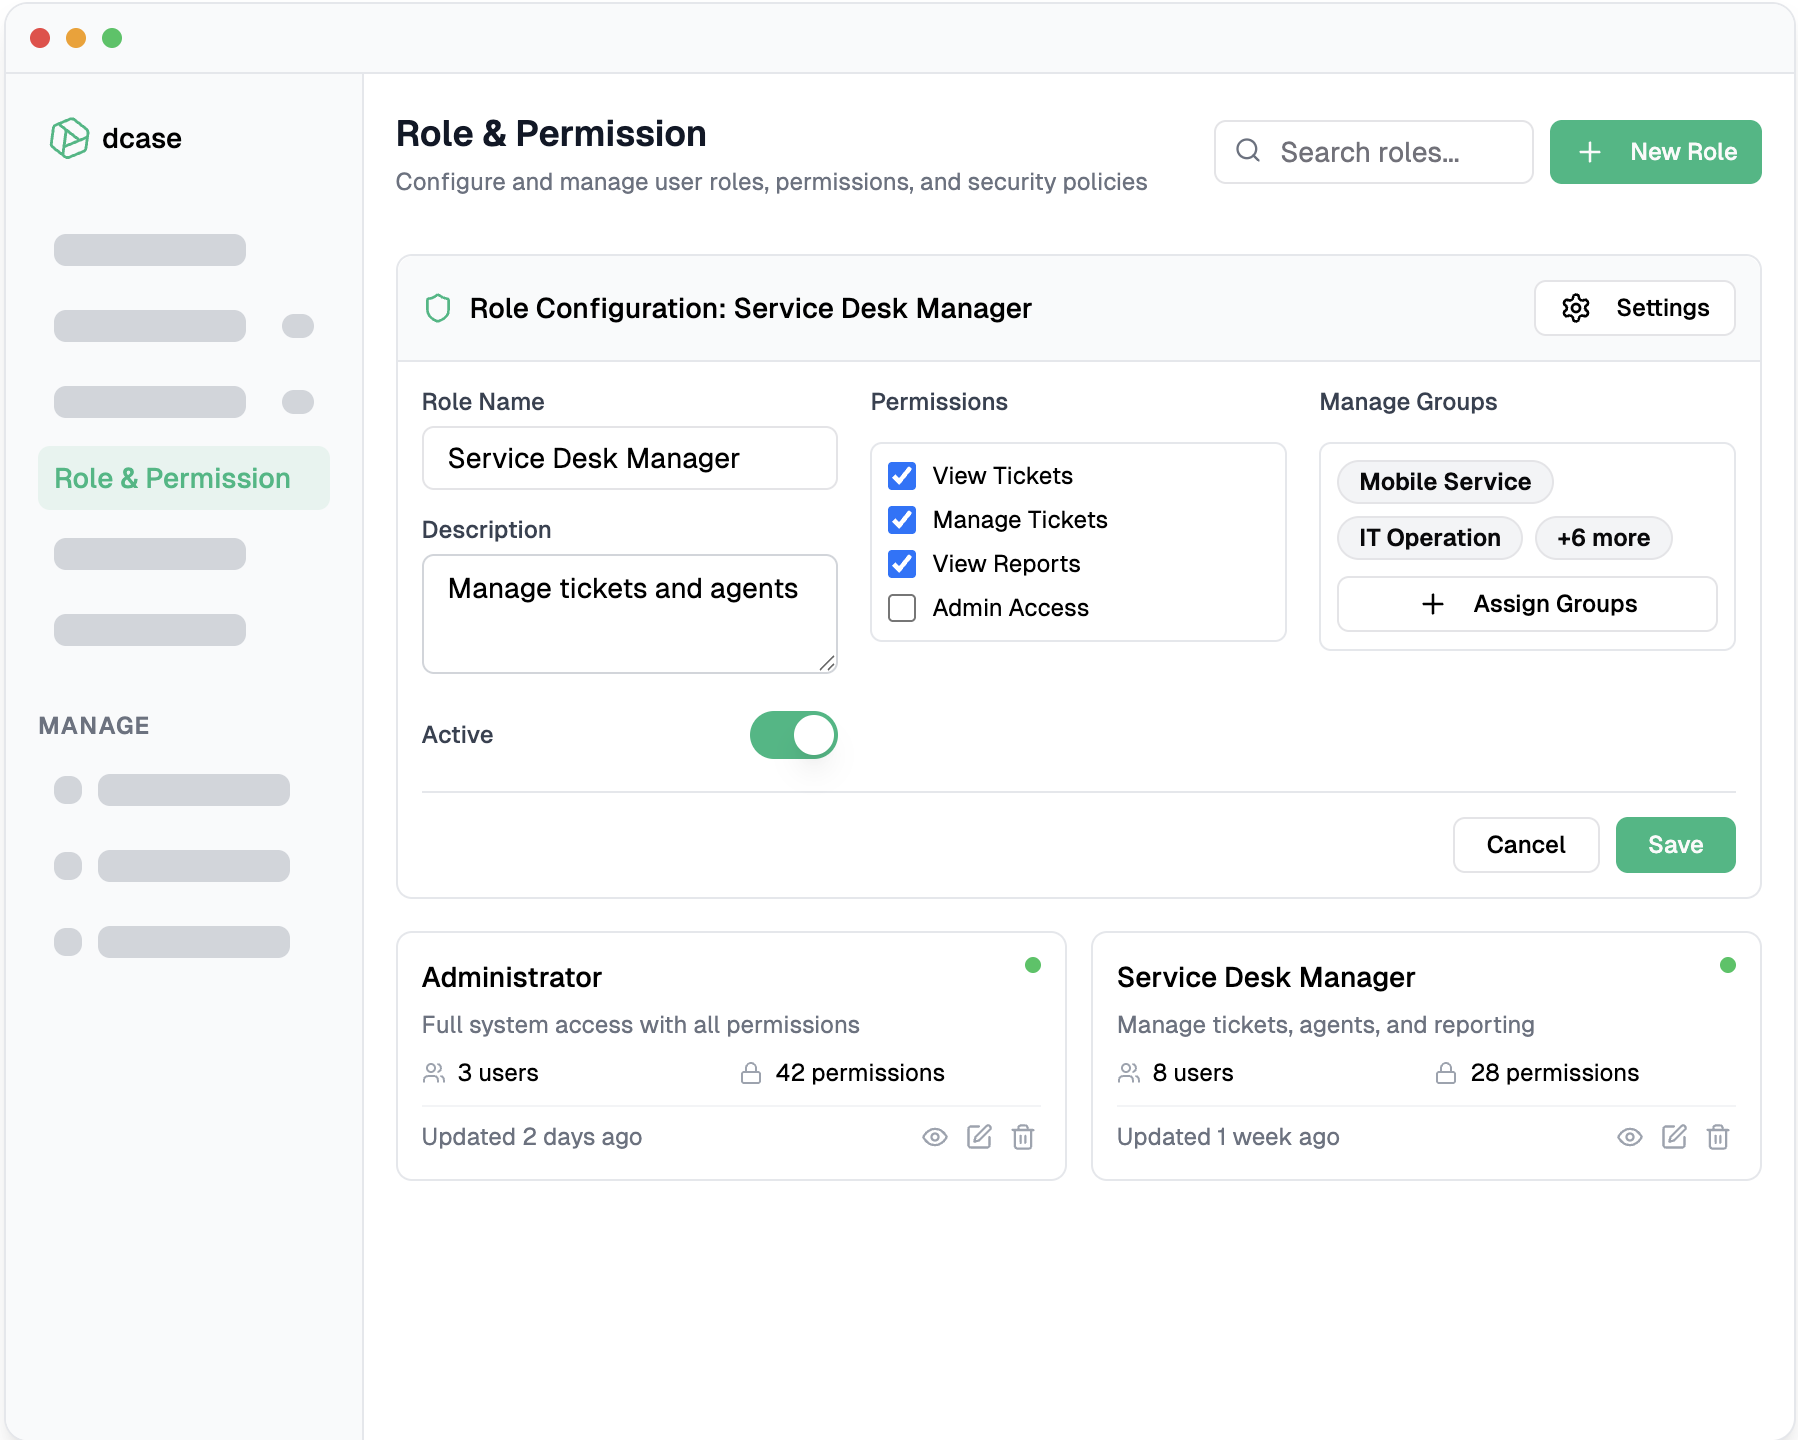 dcase
Role & Permission
MANAGE
Role & Permission
Configure and manage user roles, permissions, and security policies
Search roles...
New Role
Role Configuration: Service Desk Manager
Settings
Role Name
Service Desk Manager
Description
Manage tickets and agents
Active
Permissions
View Tickets
Manage Tickets
View Reports
Admin Access
Manage Groups
Mobile Service
IT Operation
+6 more
Assign Groups
Cancel
Save
Administrator
Full system access with all permissions
3 users
42 permissions
Updated 2 days ago
Service Desk Manager
Manage tickets, agents, and reporting
8 users
28 permissions
Updated 1 week ago